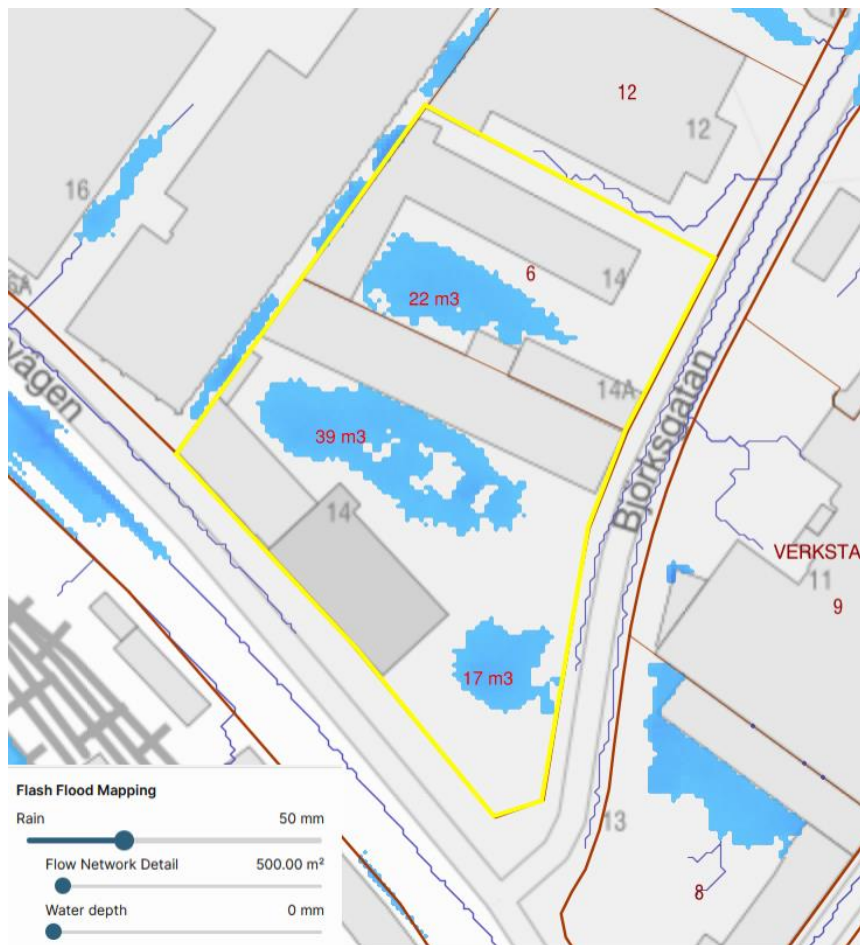 12
12
16
6
14
22 m3
14A
39 m3
Björksgatan
14
VERKSTA
11
9
17 m3
13
8
Flash Flood Mapping
Rain 50 mm
Flow Network Detail 500.00 m²
Water depth 0 mm